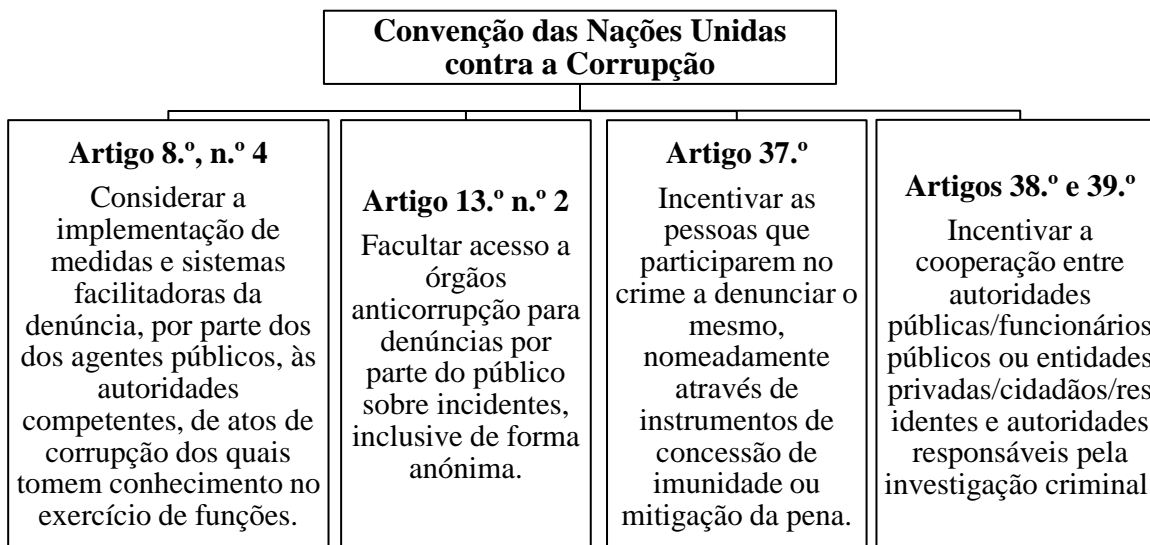 Convenção das Nações Unidas
contra a Corrupção
Artigo 8.º, n.º 4
Considerar a
implementação de
medidas e sistemas
facilitadoras da
denúncia, por parte dos
dos agentes públicos, às
autoridades
competentes, de atos de
corrupção dos quais
tomem conhecimento no
exercício de funções.
Artigo 13.º n.º 2
Facultar acesso a
órgãos
anticorrupção para
denúncias por
parte do público
sobre incidentes,
inclusive de forma
anónima.
Artigo 37.º
Incentivar as
pessoas que
participarem no
crime a denunciar o
mesmo,
nomeadamente
através de
instrumentos de
concessão de
imunidade ou
mitigação da pena.
Artigos 38.º e 39.º
Incentivar a
cooperação entre
autoridades
públicas/funcionários
públicos ou entidades
privadas/cidadãos/res
identes e autoridades
responsáveis pela
investigação criminal